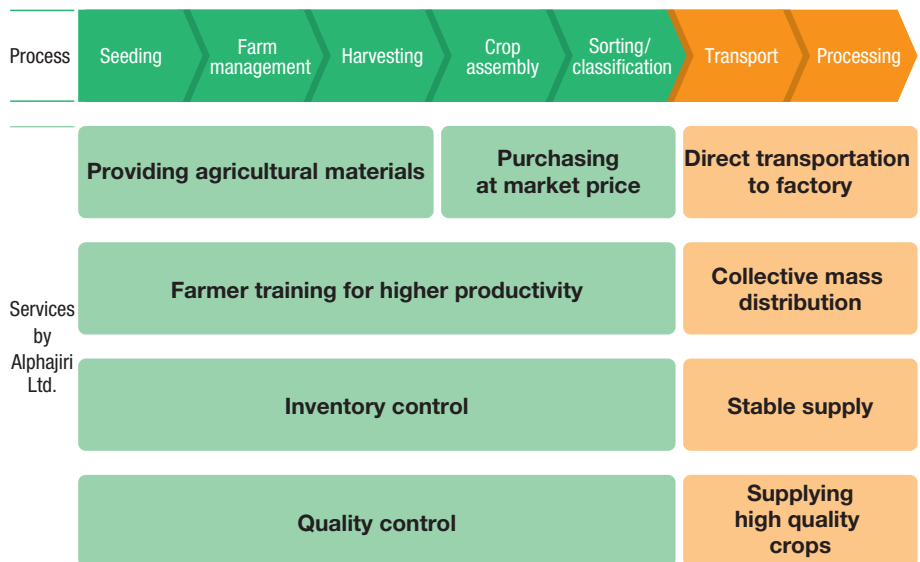 Process
Seeding
Farm
management
Harvesting
Crop
assembly
Sorting/
classification
Transport
Processing
Services
by
Alphajiri
Ltd.
Providing agricultural materials
Purchasing
at market price
Direct transportation
to factory
Farmer training for higher productivity
Collective mass
distribution
Inventory control
Stable supply
Quality control
Supplying
high quality
crops